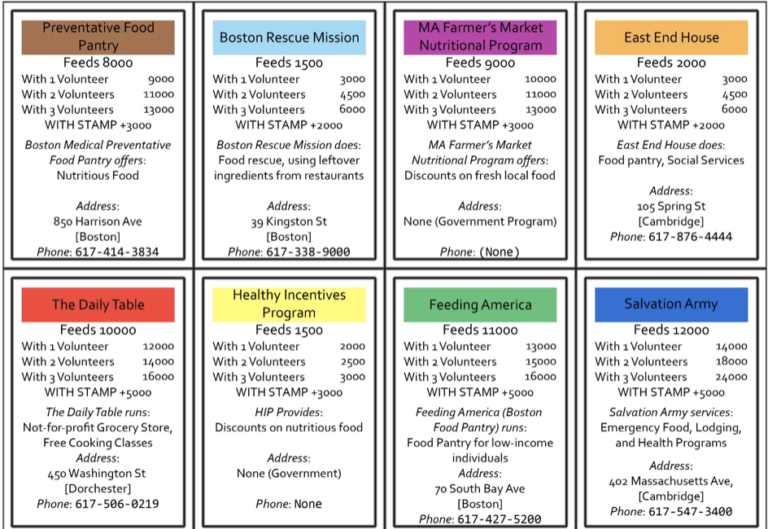 Preventative Food
Pantry
Feeds 8000
With 1 Volunteer 9000
With 2 Volunteers 11000
With 3 Volunteers 13000
WITH STAMP +3000
Boston Medical Preventative
Food Pantry offers:
Nutritious Food
Address:
850 Harrison Ave
[Boston]
Phone: 617-414-3834
Boston Rescue Mission
Feeds 1500
With 1 Volunteer 3000
With 2 Volunteers 4500
With 3 Volunteers 6000
WITH STAMP +2000
Boston Rescue Mission does:
Food rescue, using leftover
ingredients from restaurants
Address:
39 Kingston St
[Boston]
Phone: 617-338-9000
MA Farmer's Market
Nutritional Program
Feeds 9000
With 1 Volunteer 10000
With 2 Volunteers 11000
With 3 Volunteers 13000
WITH STAMP +3000
MA Farmer's Market
Nutritional Program offers:
Discounts on fresh local food
Address:
None (Government Program)
Phone: (None)
East End House
Feeds 2000
With 1 Volunteer 3000
With 2 Volunteers 4500
With 3 Volunteers 6000
WITH STAMP +2000
East End House does:
Food pantry, Social Services
Address:
105 Spring St
[Cambridge]
Phone: 617-876-4444
The Daily Table
Feeds 10000
With 1 Volunteer 12000
With 2 Volunteers 14000
With 3 Volunteers 16000
WITH STAMP +5000
The Daily Table runs:
Not-for-profit Grocery Store,
Free Cooking Classes
Address:
450 Washington St
[Dorchester]
Phone: 617-506-0219
Healthy Incentives
Program
Feeds 1500
With 1 Volunteer 2000
With 2 Volunteers 2500
With 3 Volunteers 3000
WITH STAMP +3000
HIP Provides:
Discounts on nutritious food
Address:
None (Government)
Phone: None
Feeding America
Feeds 11000
With 1 Volunteer 13000
With 2 Volunteers 15000
With 3 Volunteers 16000
WITH STAMP +5000
Feeding America (Boston
Food Pantry) runs:
Food Pantry for low-income
individuals
Address:
70 South Bay Ave
[Boston]
Phone: 617-427-5200
Salvation Army
Feeds 12000
With 1 Volunteer 14000
With 2 Volunteers 18000
With 3 Volunteers 24000
WITH STAMP +5000
Salvation Army services:
Emergency Food, Lodging,
and Health Programs
Address:
402 Massachusetts Ave,
[Cambridge]
Phone: 617-547-3400